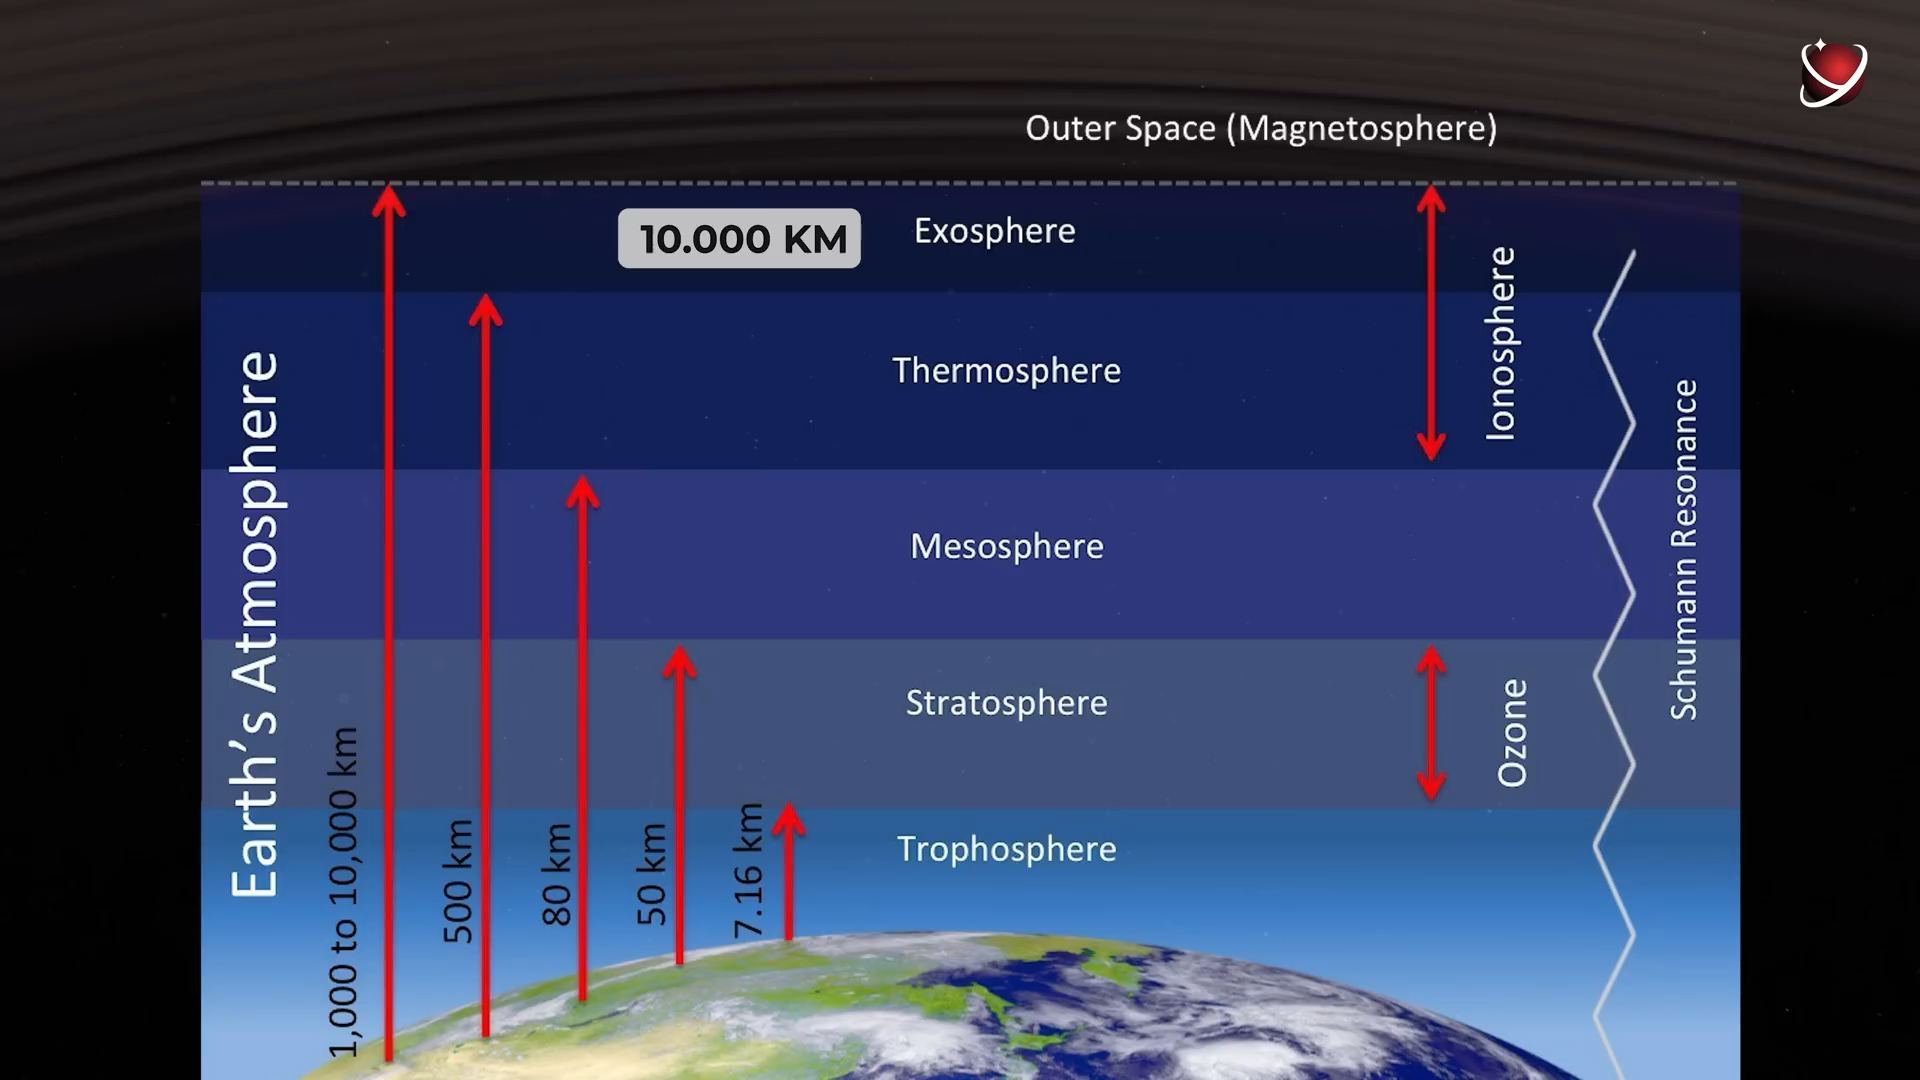 Outer Space (Magnetosphere)
10.000 KM
Exosphere
Thermosphere
Mesosphere
Stratosphere
Trophosphere
Earth's Atmosphere
1,000 to 10,000 km
500 km
80 km
50 km
7.16 km
Ionosphere
Ozone
Schumann Resonance